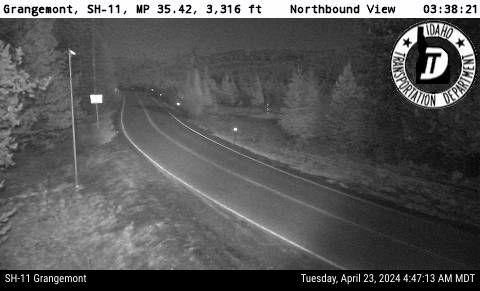 Grangemont, SH-11, MP 35.42, 3,316 ft Northbound View 03:38:21
IDAHO
TRANSPORTATION DEPARTMENT
SH-11 Grangemont Tuesday, April 23, 2024 4:47:13 AM MDT